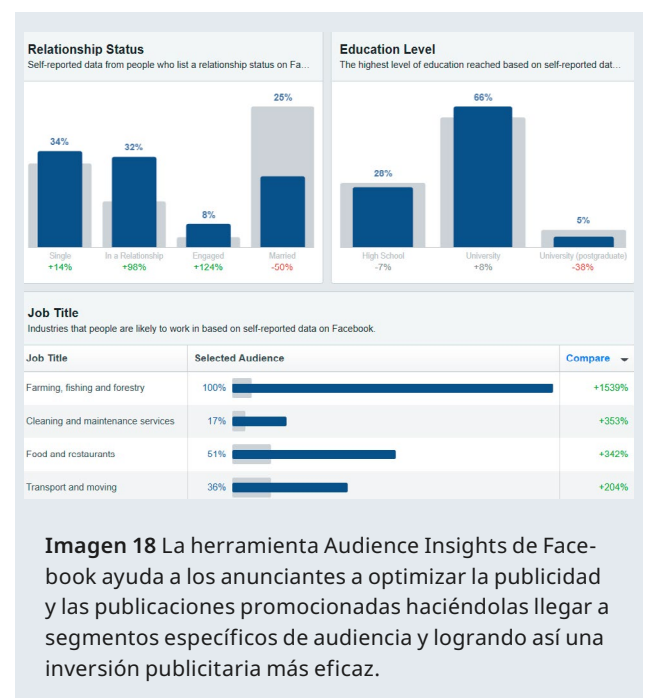 Relationship Status
Self-reported data from people who list a relationship status on Fa...
34%
32%
8%
25%
Single
In a Relationship
Engaged
Married
+14%
+98%
+124%
-50%
Education Level
The highest level of education reached based on self-reported dat...
28%
66%
5%
High School
University
University (postgraduate)
-7%
+8%
-38%
Job Title
Industries that people are likely to work in based on self-reported data on Facebook.
Job Title Selected Audience Compare
Farming, fishing and forestry 100% +1539%
Cleaning and maintenance services 17% +353%
Food and restaurants 51% +342%
Transport and moving 36% +204%
Imagen 18 La herramienta Audience Insights de Face-
book ayuda a los anunciantes a optimizar la publicidad
y las publicaciones promocionadas haciéndolas llegar a
segmentos específicos de audiencia y logrando así una
inversión publicitaria más eficaz.